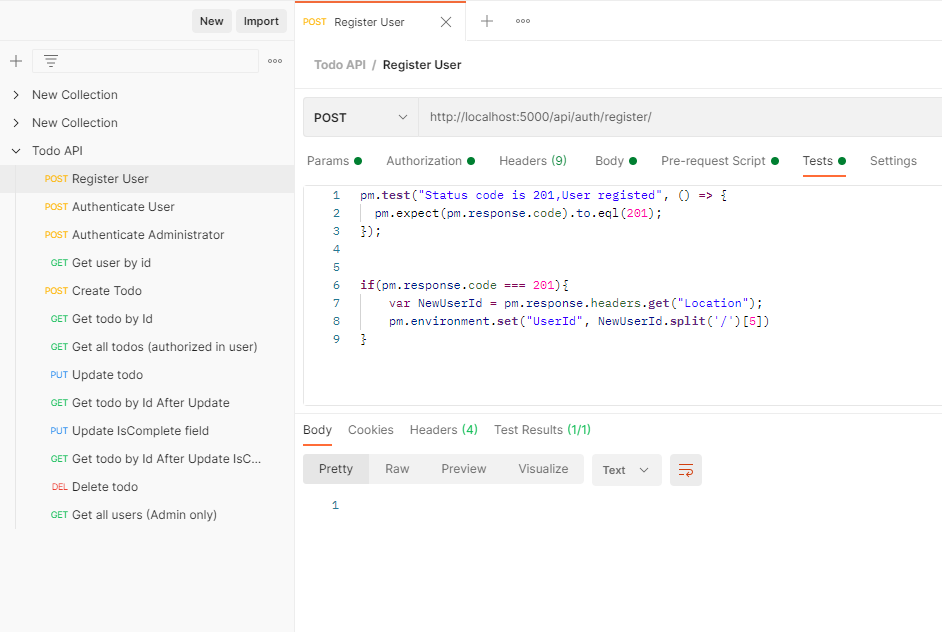 New Import
New Collection
New Collection
Todo API
POST Register User
POST Authenticate User
POST Authenticate Administrator
GET Get user by id
POST Create Todo
GET Get todo by Id
GET Get all todos (authorized in user)
PUT Update todo
GET Get todo by Id After Update
PUT Update IsComplete field
GET Get todo by Id After Update IsC...
DEL Delete todo
GET Get all users (Admin only)
POST Register User
Todo API / Register User
POST http://localhost:5000/api/auth/register/
Params Authorization Headers (9) Body Pre-request Script Tests Settings
1 pm.test("Status code is 201,User registed", () => {
2 pm.expect(pm.response.code).to.eql(201);
3 });
4
5
6 if(pm.response.code === 201){
7 var NewUserId = pm.response.headers.get("Location");
8 pm.environment.set("UserId", NewUserId.split('/')[5])
9 }
Body Cookies Headers (4) Test Results (1/1)
Pretty Raw Preview Visualize Text
1